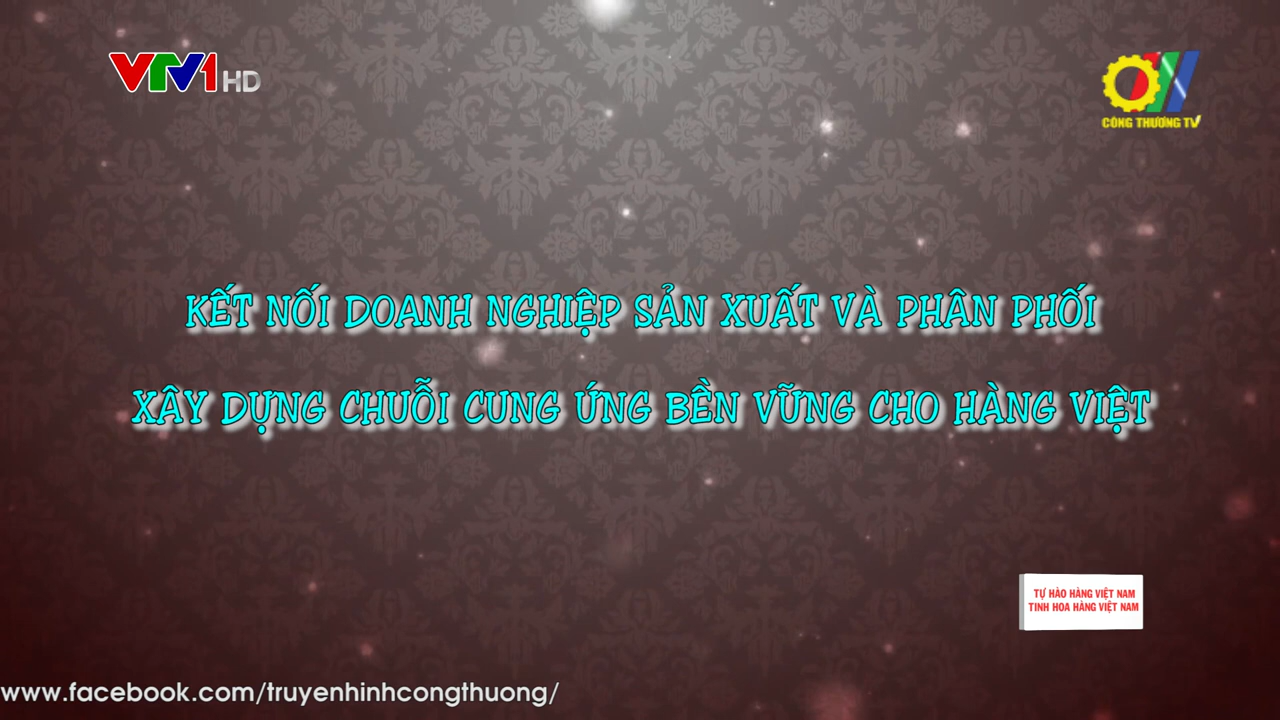 VTV1 HD
CÔNG THƯƠNG TV
KẾT NỐI DOANH NGHIỆP SẢN XUẤT VÀ PHÂN PHỐI
XÂY DỰNG CHUỖI CUNG ỨNG BỀN VỮNG CHO HÀNG VIỆT
TỰ HÀO HÀNG VIỆT NAM
TINH HOA HÀNG VIỆT NAM
www.facebook.com/truyenhinhcongthuong/